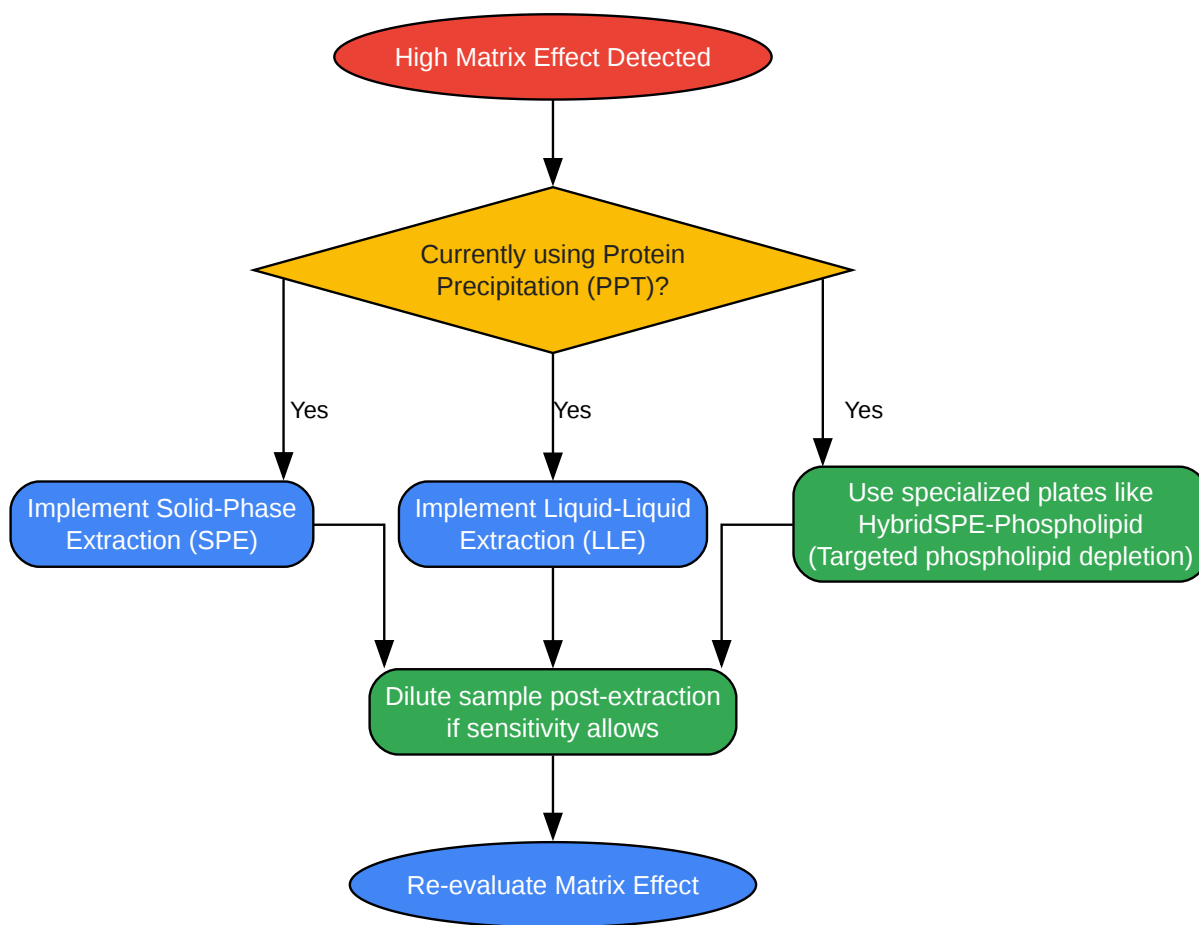 High Matrix Effect Detected
Currently using Protein
Precipitation (PPT)?
Yes
Yes
Yes
Implement Solid-Phase
Extraction (SPE)
Implement Liquid-Liquid
Extraction (LLE)
Use specialized plates like
HybridSPE-Phospholipid
(Targeted phospholipid depletion)
Dilute sample post-extraction
if sensitivity allows
Re-evaluate Matrix Effect